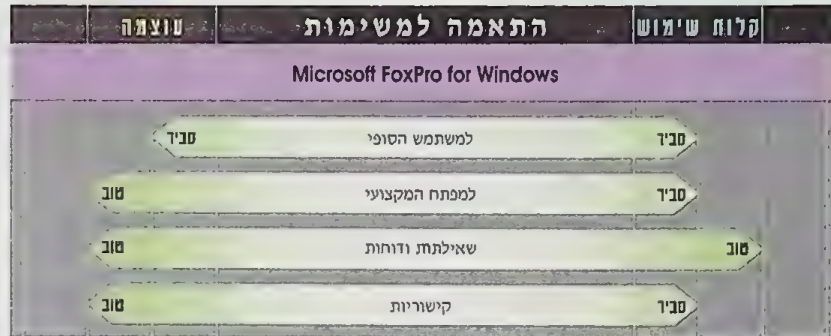 קלות שימוש התאמה למשימות עוצמה
Microsoft FoxPro for Windows
סביר למשתמש הסופי סביר
סביר למפתח המקצועי טוב
טוב שאילתות ודוחות טוב
סביר קישוריות טוב